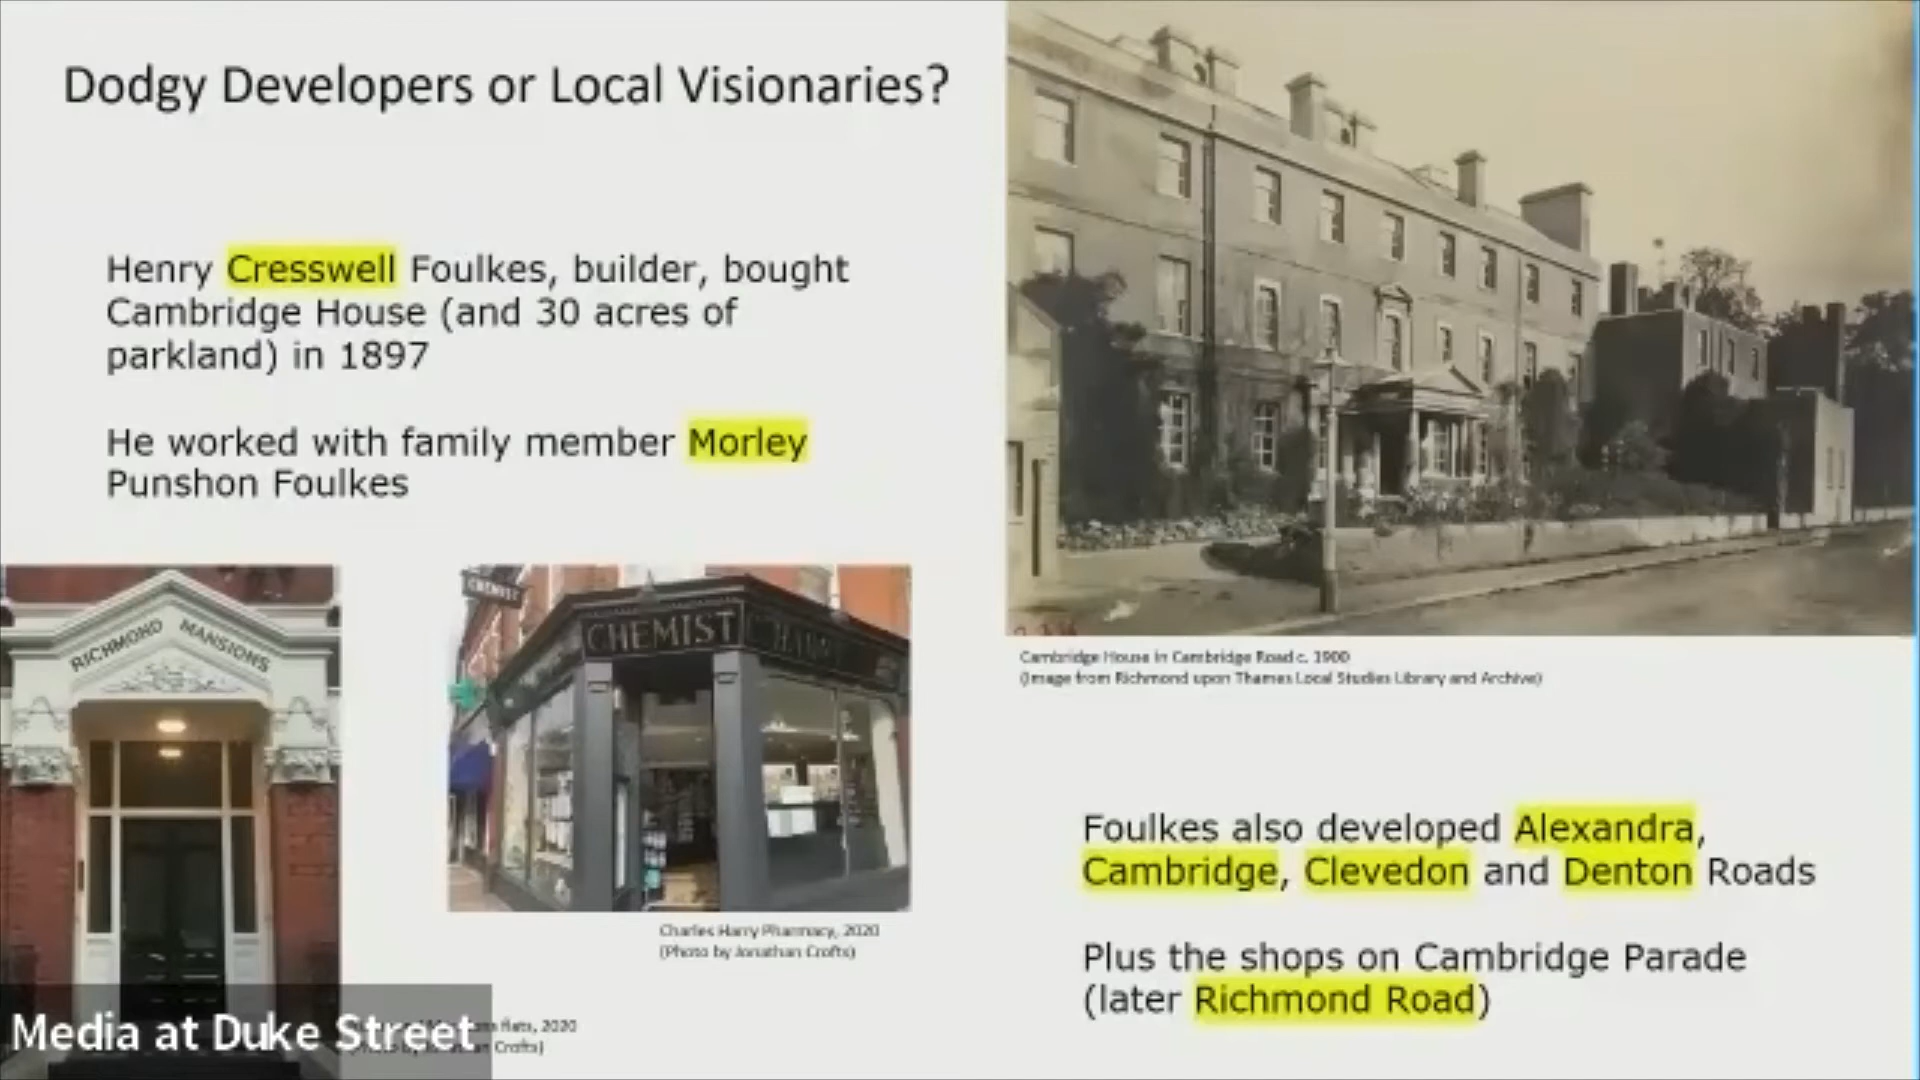 Dodgy Developers or Local Visionaries?
Henry Cresswell Foulkes, builder, bought
Cambridge House (and 30 acres of
parkland) in 1897
He worked with family member Morley
Punshon Foulkes
RICHMOND MANSIONS
CHEMIST
CHEMIST
Charles Harry Pharmacy, 2020
(Photo by Jonathan Crofts)
flats, 2020
Crofts)
Media at Duke Street
Cambridge House in Cambridge Road c. 1900
(Image from Richmond upon Thames Local Studies Library and Archive)
Foulkes also developed Alexandra,
Cambridge, Clevedon and Denton Roads
Plus the shops on Cambridge Parade
(later Richmond Road)